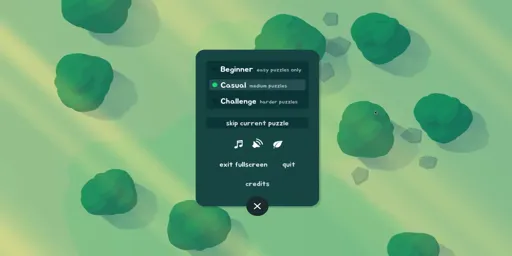 Beginner easy puzzles only
Casual medium puzzles
Challenge harder puzzles
skip current puzzle
exit fullscreen quit
credits